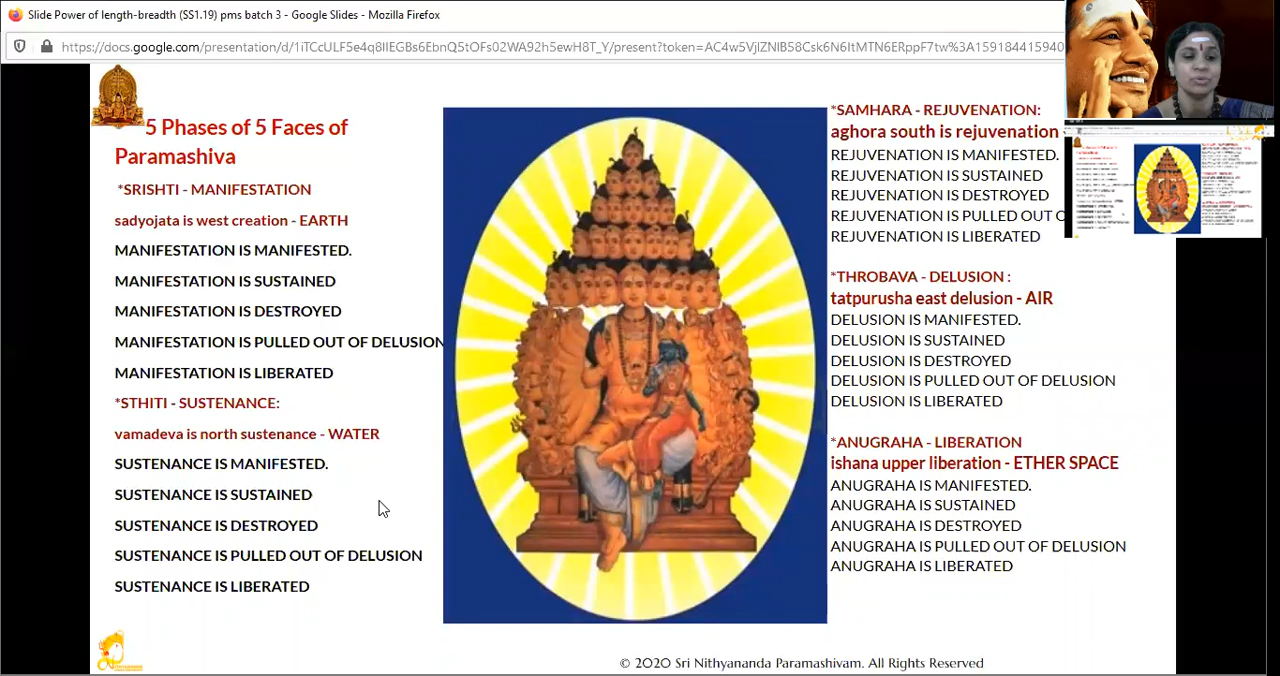 Slide Power of length-breadth (SS1.19) pms batch 3 - Google Slides - Mozilla Firefox
https://docs.google.com/presentation/d/1iTCcULF5e4q8IIEGBs6EbnQ5tOFs02WA92h5ewH8T_Y/present?token=AC4w5VjlZNlB58Csk6N6ItMTN6ERppF7tw%3A159184415940
5 Phases of 5 Faces of
Paramashiva
*SRISHTI - MANIFESTATION
sadyojata is west creation - EARTH
MANIFESTATION IS MANIFESTED.
MANIFESTATION IS SUSTAINED
MANIFESTATION IS DESTROYED
MANIFESTATION IS PULLED OUT OF DELUSION
MANIFESTATION IS LIBERATED
*STHITI - SUSTENANCE:
vamadeva is north sustenance - WATER
SUSTENANCE IS MANIFESTED.
SUSTENANCE IS SUSTAINED
SUSTENANCE IS DESTROYED
SUSTENANCE IS PULLED OUT OF DELUSION
SUSTENANCE IS LIBERATED
*SAMHARA - REJUVENATION:
aghora south is rejuvenation
REJUVENATION IS MANIFESTED.
REJUVENATION IS SUSTAINED
REJUVENATION IS DESTROYED
REJUVENATION IS PULLED OUT O
REJUVENATION IS LIBERATED
*THROBAVA - DELUSION :
tatpurusha east delusion - AIR
DELUSION IS MANIFESTED.
DELUSION IS SUSTAINED
DELUSION IS DESTROYED
DELUSION IS PULLED OUT OF DELUSION
DELUSION IS LIBERATED
*ANUGRAHA - LIBERATION
ishana upper liberation - ETHER SPACE
ANUGRAHA IS MANIFESTED.
ANUGRAHA IS SUSTAINED
ANUGRAHA IS DESTROYED
ANUGRAHA IS PULLED OUT OF DELUSION
ANUGRAHA IS LIBERATED
© 2020 Sri Nithyananda Paramashivam. All Rights Reserved